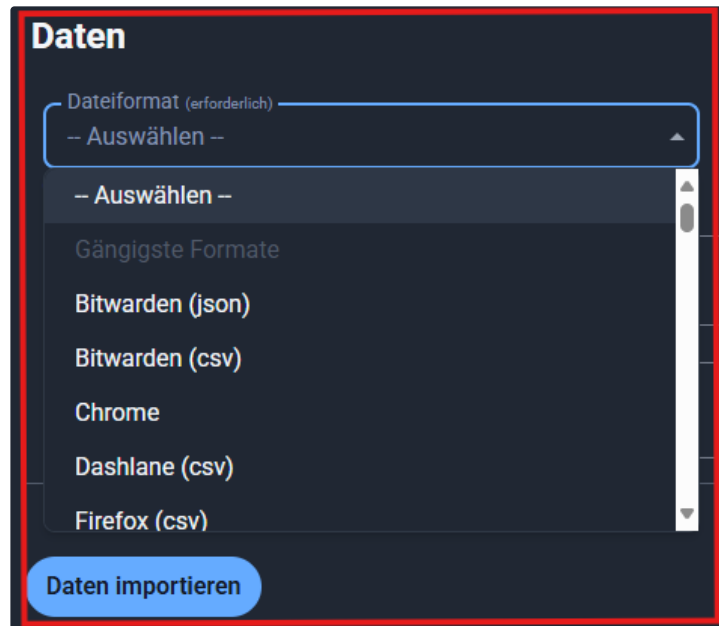 Daten
Dateiformat (erforderlich)
-- Auswählen --
-- Auswählen --
Gängigste Formate
Bitwarden (json)
Bitwarden (csv)
Chrome
Dashlane (csv)
Firefox (csv)
Daten importieren